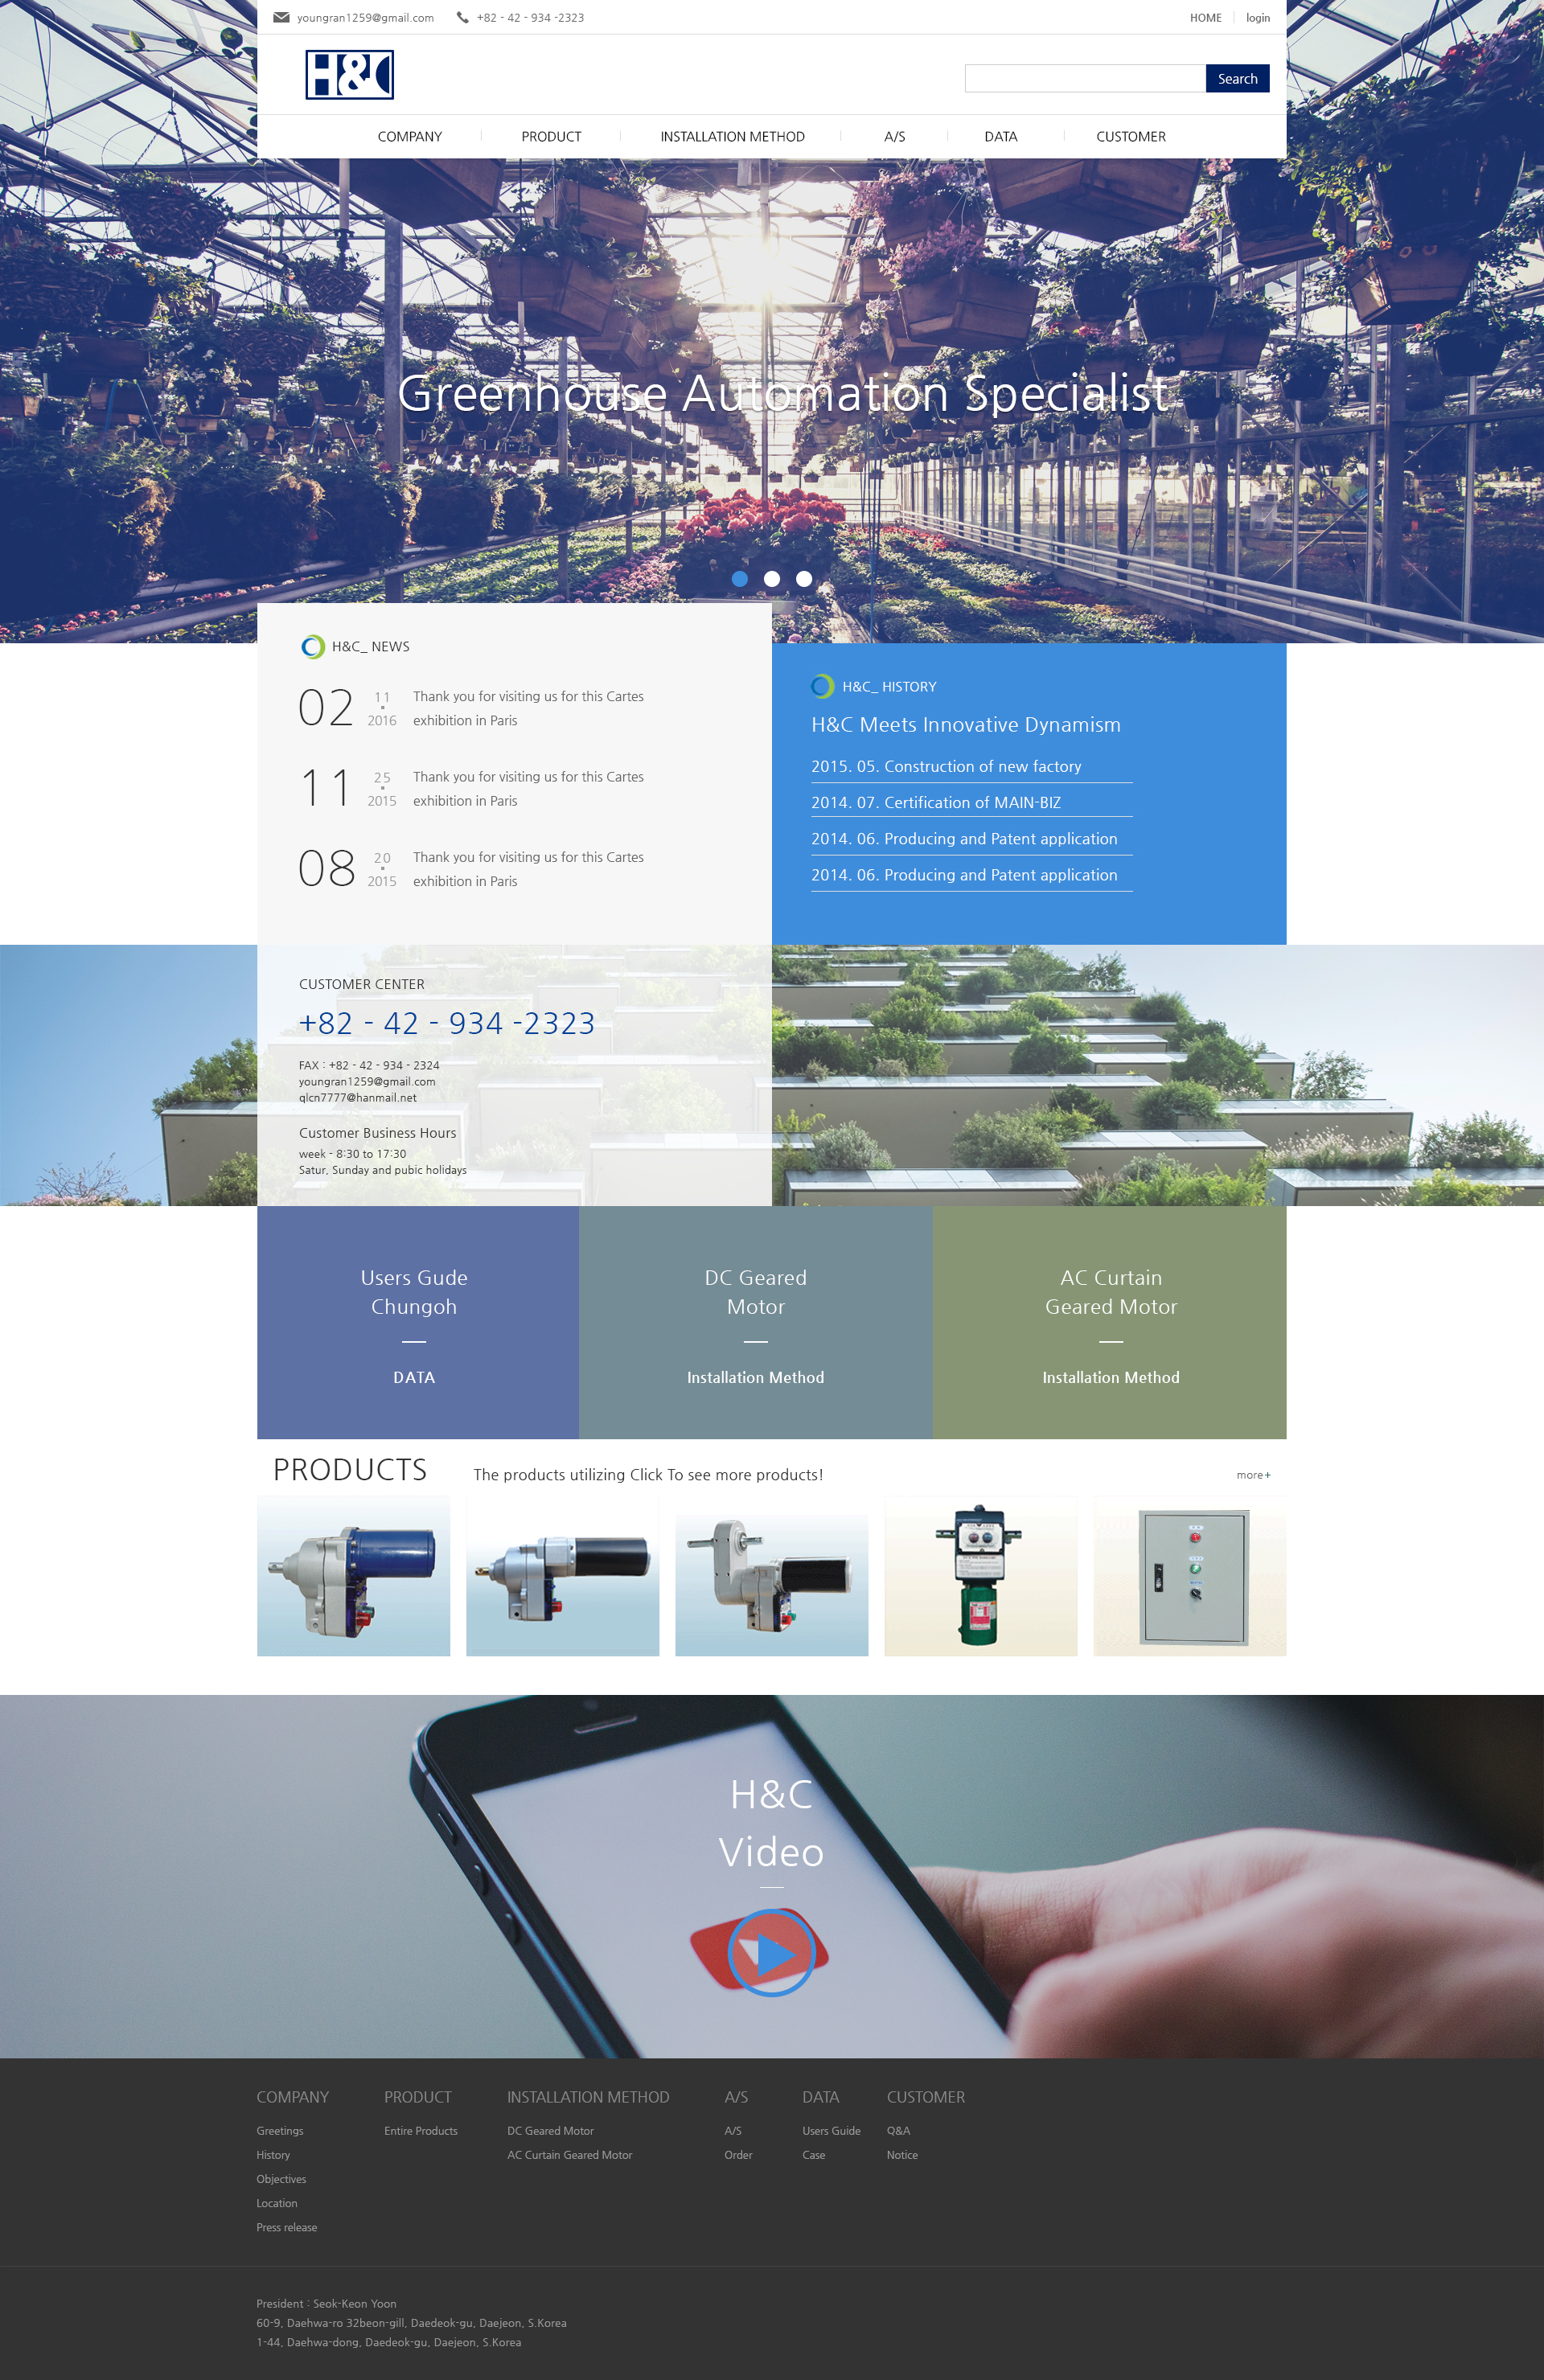 youngran1259@gmail.com +82 - 42 - 934 -2323 HOME login
H&C
Search
COMPANY PRODUCT INSTALLATION METHOD A/S DATA CUSTOMER
Greenhouse Automation Specialist
H&C_ NEWS
02 11 2016
Thank you for visiting us for this Cartes
exhibition in Paris
11 25 2015
Thank you for visiting us for this Cartes
exhibition in Paris
08 20 2015
Thank you for visiting us for this Cartes
exhibition in Paris
H&C_ HISTORY
H&C Meets Innovative Dynamism
2015. 05. Construction of new factory
2014. 07. Certification of MAIN-BIZ
2014. 06. Producing and Patent application
2014. 06. Producing and Patent application
CUSTOMER CENTER
+82 - 42 - 934 -2323
FAX : +82 - 42 - 934 - 2324
youngran1259@gmail.com
qlcn7777@hanmail.net
Customer Business Hours
week - 8:30 to 17:30
Satur, Sunday and pubic holidays
Users Gude
Chungoh
DATA
DC Geared
Motor
Installation Method
AC Curtain
Geared Motor
Installation Method
PRODUCTS The products utilizing Click To see more products! more+
H&C
Video
COMPANY
Greetings
History
Objectives
Location
Press release
PRODUCT
Entire Products
INSTALLATION METHOD
DC Geared Motor
AC Curtain Geared Motor
A/S
A/S
Order
DATA
Users Guide
Case
CUSTOMER
Q&A
Notice
President : Seok-Keon Yoon
60-9, Daehwa-ro 32beon-gill, Daedeok-gu, Daejeon, S.Korea
1-44, Daehwa-dong, Daedeok-gu, Daejeon, S.Korea